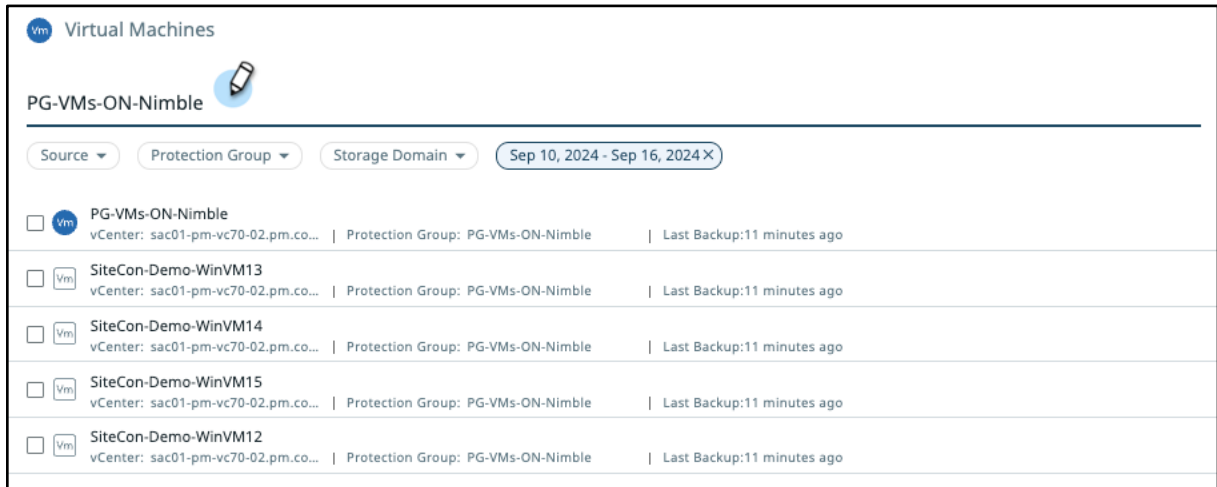 Vm Virtual Machines
PG-VMs-ON-Nimble
Source Protection Group Storage Domain Sep 10, 2024 - Sep 16, 2024 ×
Vm PG-VMs-ON-Nimble
vCenter: sac01-pm-vc70-02.pm.co... | Protection Group: PG-VMs-ON-Nimble | Last Backup:11 minutes ago
Vm SiteCon-Demo-WinVM13
vCenter: sac01-pm-vc70-02.pm.co... | Protection Group: PG-VMs-ON-Nimble | Last Backup:11 minutes ago
Vm SiteCon-Demo-WinVM14
vCenter: sac01-pm-vc70-02.pm.co... | Protection Group: PG-VMs-ON-Nimble | Last Backup:11 minutes ago
Vm SiteCon-Demo-WinVM15
vCenter: sac01-pm-vc70-02.pm.co... | Protection Group: PG-VMs-ON-Nimble | Last Backup:11 minutes ago
Vm SiteCon-Demo-WinVM12
vCenter: sac01-pm-vc70-02.pm.co... | Protection Group: PG-VMs-ON-Nimble | Last Backup:11 minutes ago